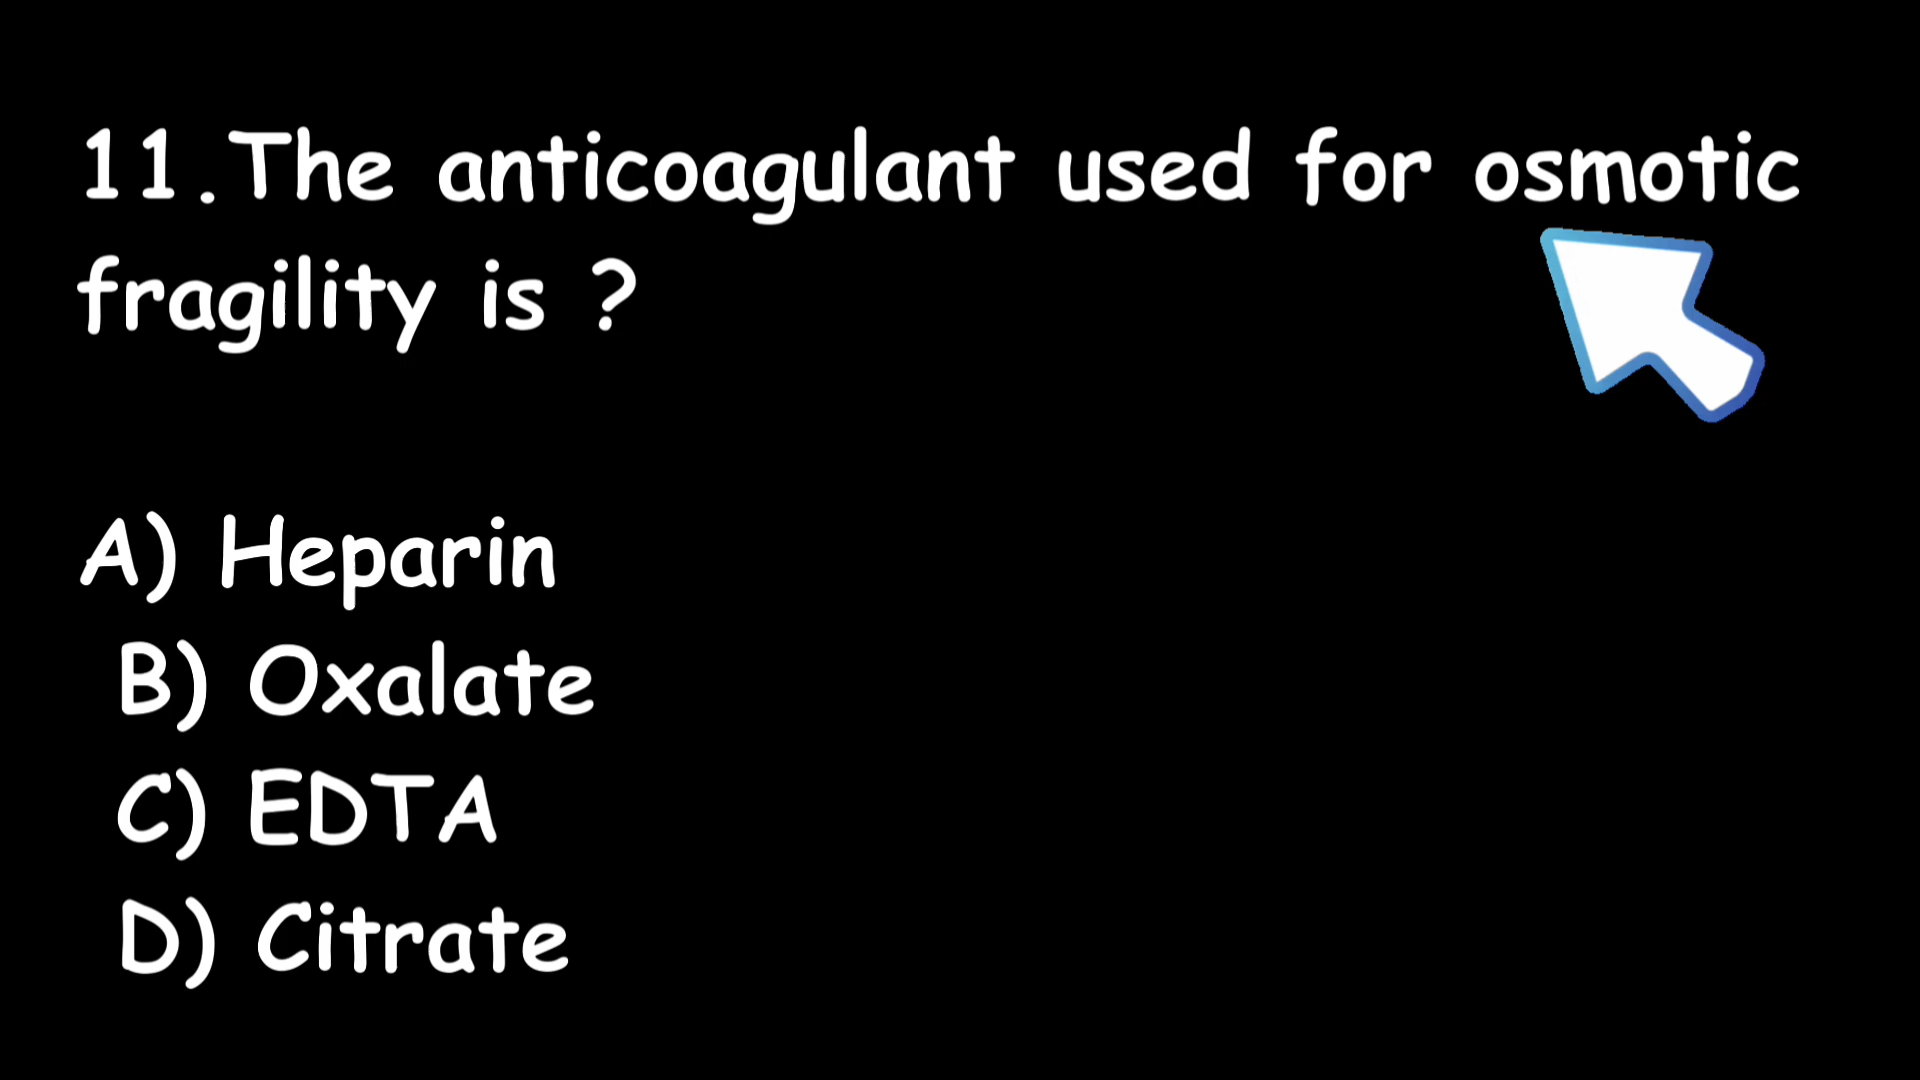 11.The anticoagulant used for osmotic
fragility is ?
A) Heparin
B) Oxalate
C) EDTA
D) Citrate